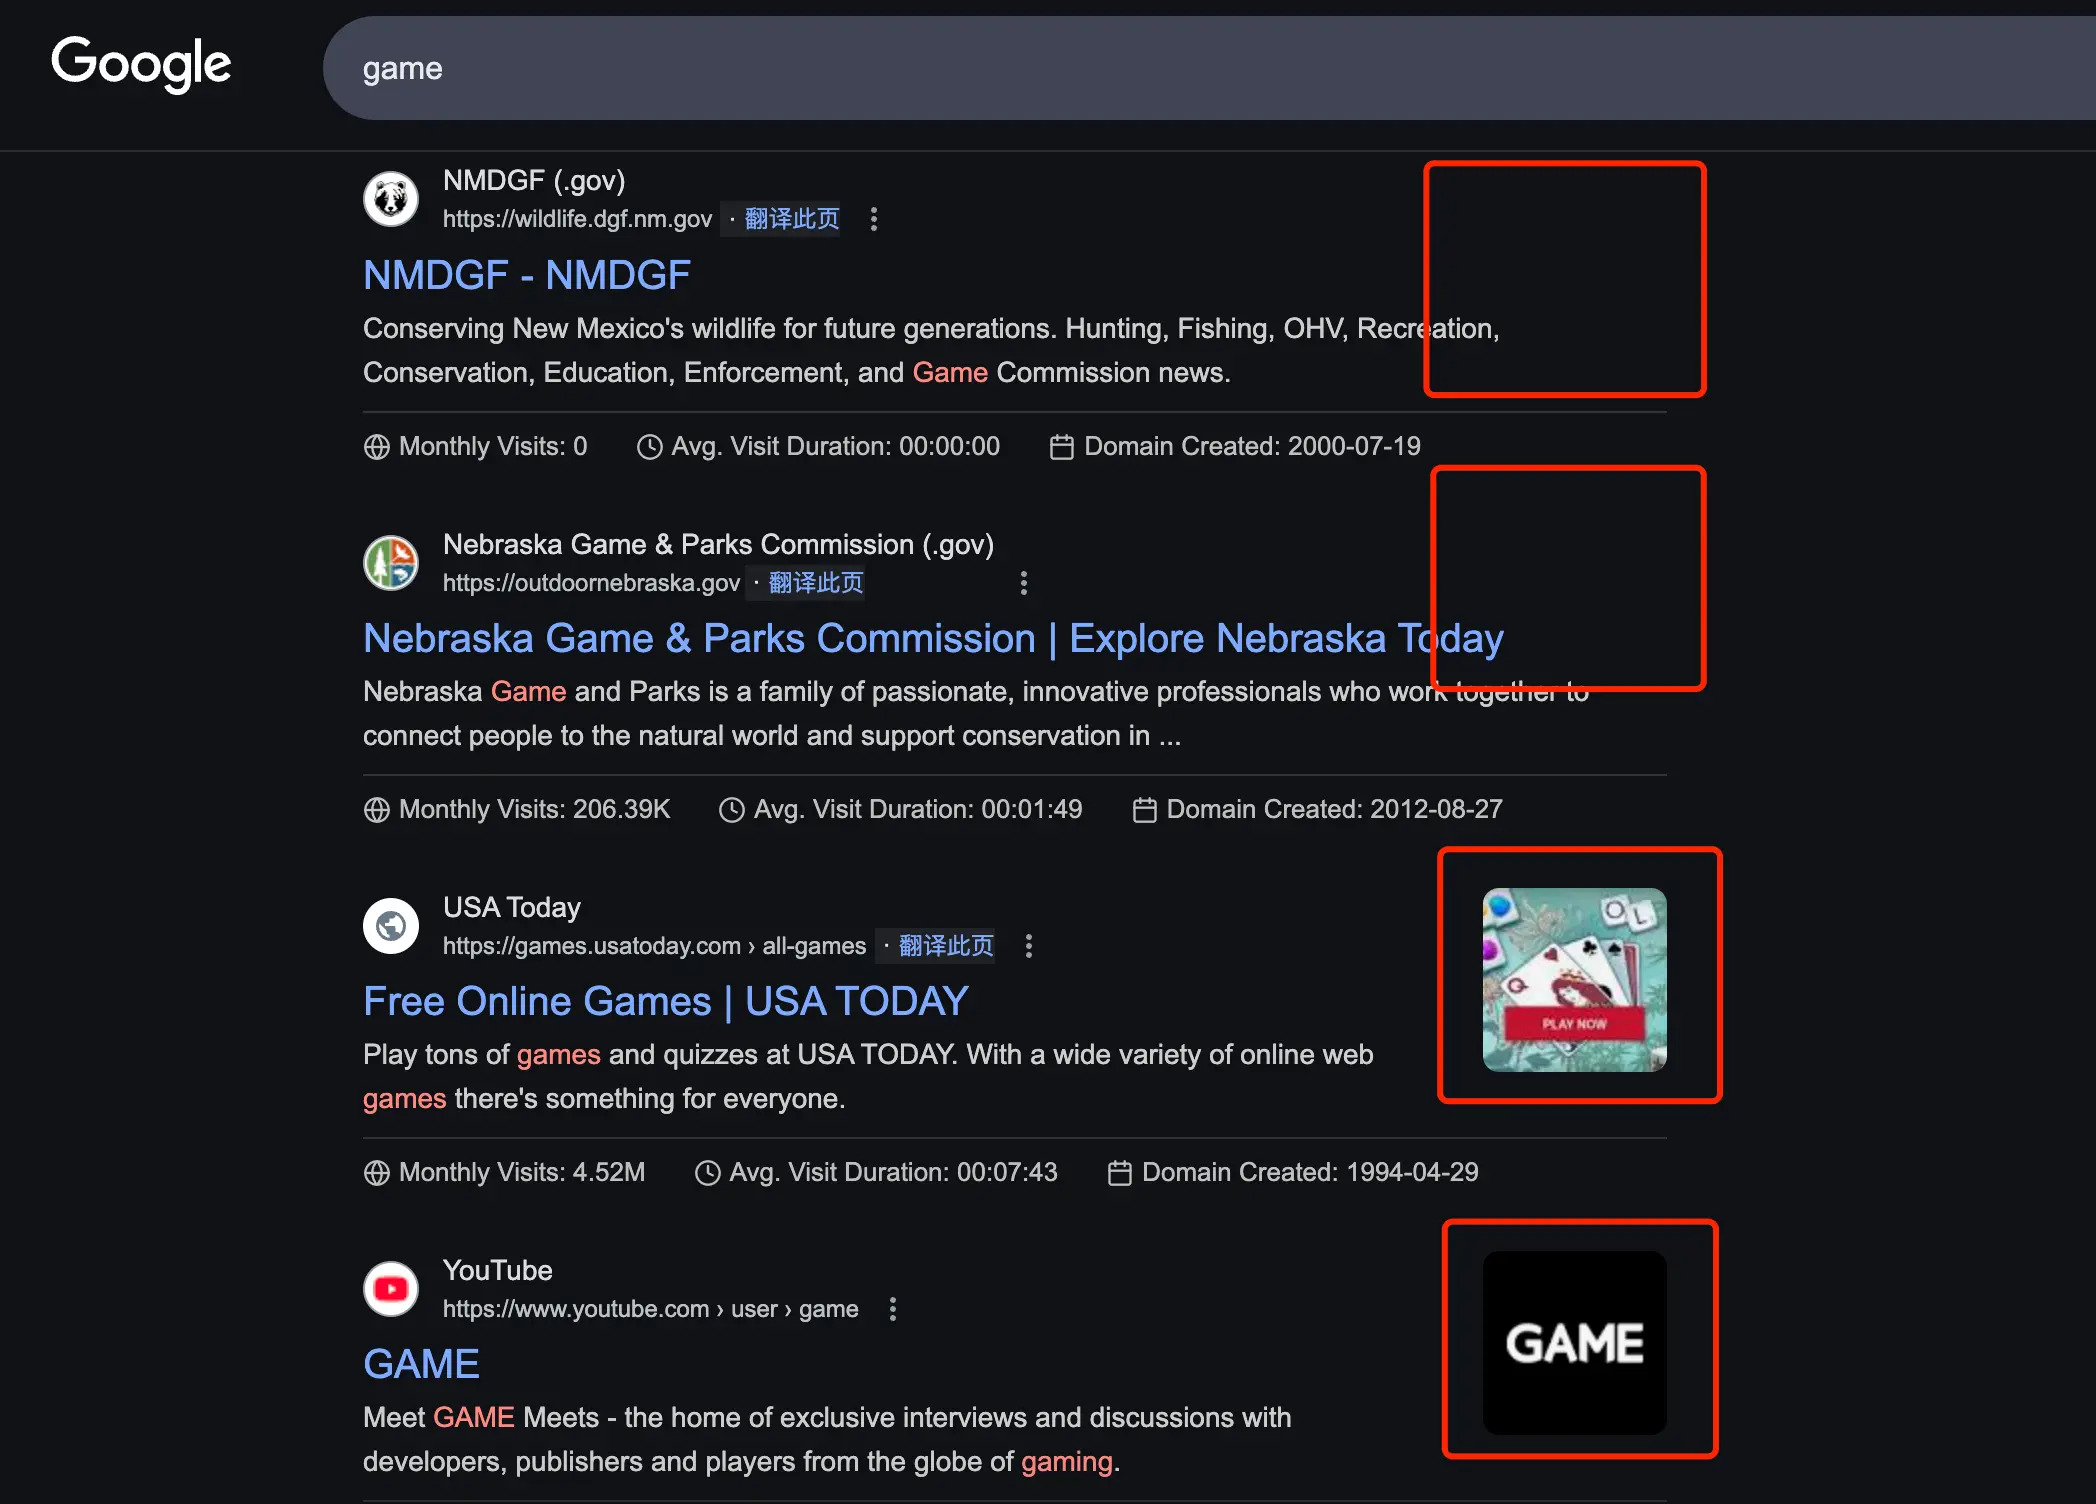 Google
game
NMDGF (.gov)
https://wildlife.dgf.nm.gov · 翻译此页
NMDGF - NMDGF
Conserving New Mexico's wildlife for future generations. Hunting, Fishing, OHV, Recreation,
Conservation, Education, Enforcement, and Game Commission news.
Monthly Visits: 0 Avg. Visit Duration: 00:00:00 Domain Created: 2000-07-19
Nebraska Game & Parks Commission (.gov)
https://outdoornebraska.gov · 翻译此页
Nebraska Game & Parks Commission | Explore Nebraska Today
Nebraska Game and Parks is a family of passionate, innovative professionals who work together to
connect people to the natural world and support conservation in ...
Monthly Visits: 206.39K Avg. Visit Duration: 00:01:49 Domain Created: 2012-08-27
USA Today
https://games.usatoday.com › all-games · 翻译此页
Free Online Games | USA TODAY
Play tons of games and quizzes at USA TODAY. With a wide variety of online web
games there's something for everyone.
O L
Q
PLAY NOW
Monthly Visits: 4.52M Avg. Visit Duration: 00:07:43 Domain Created: 1994-04-29
YouTube
https://www.youtube.com › user › game
GAME
Meet GAME Meets - the home of exclusive interviews and discussions with
developers, publishers and players from the globe of gaming.
GAME